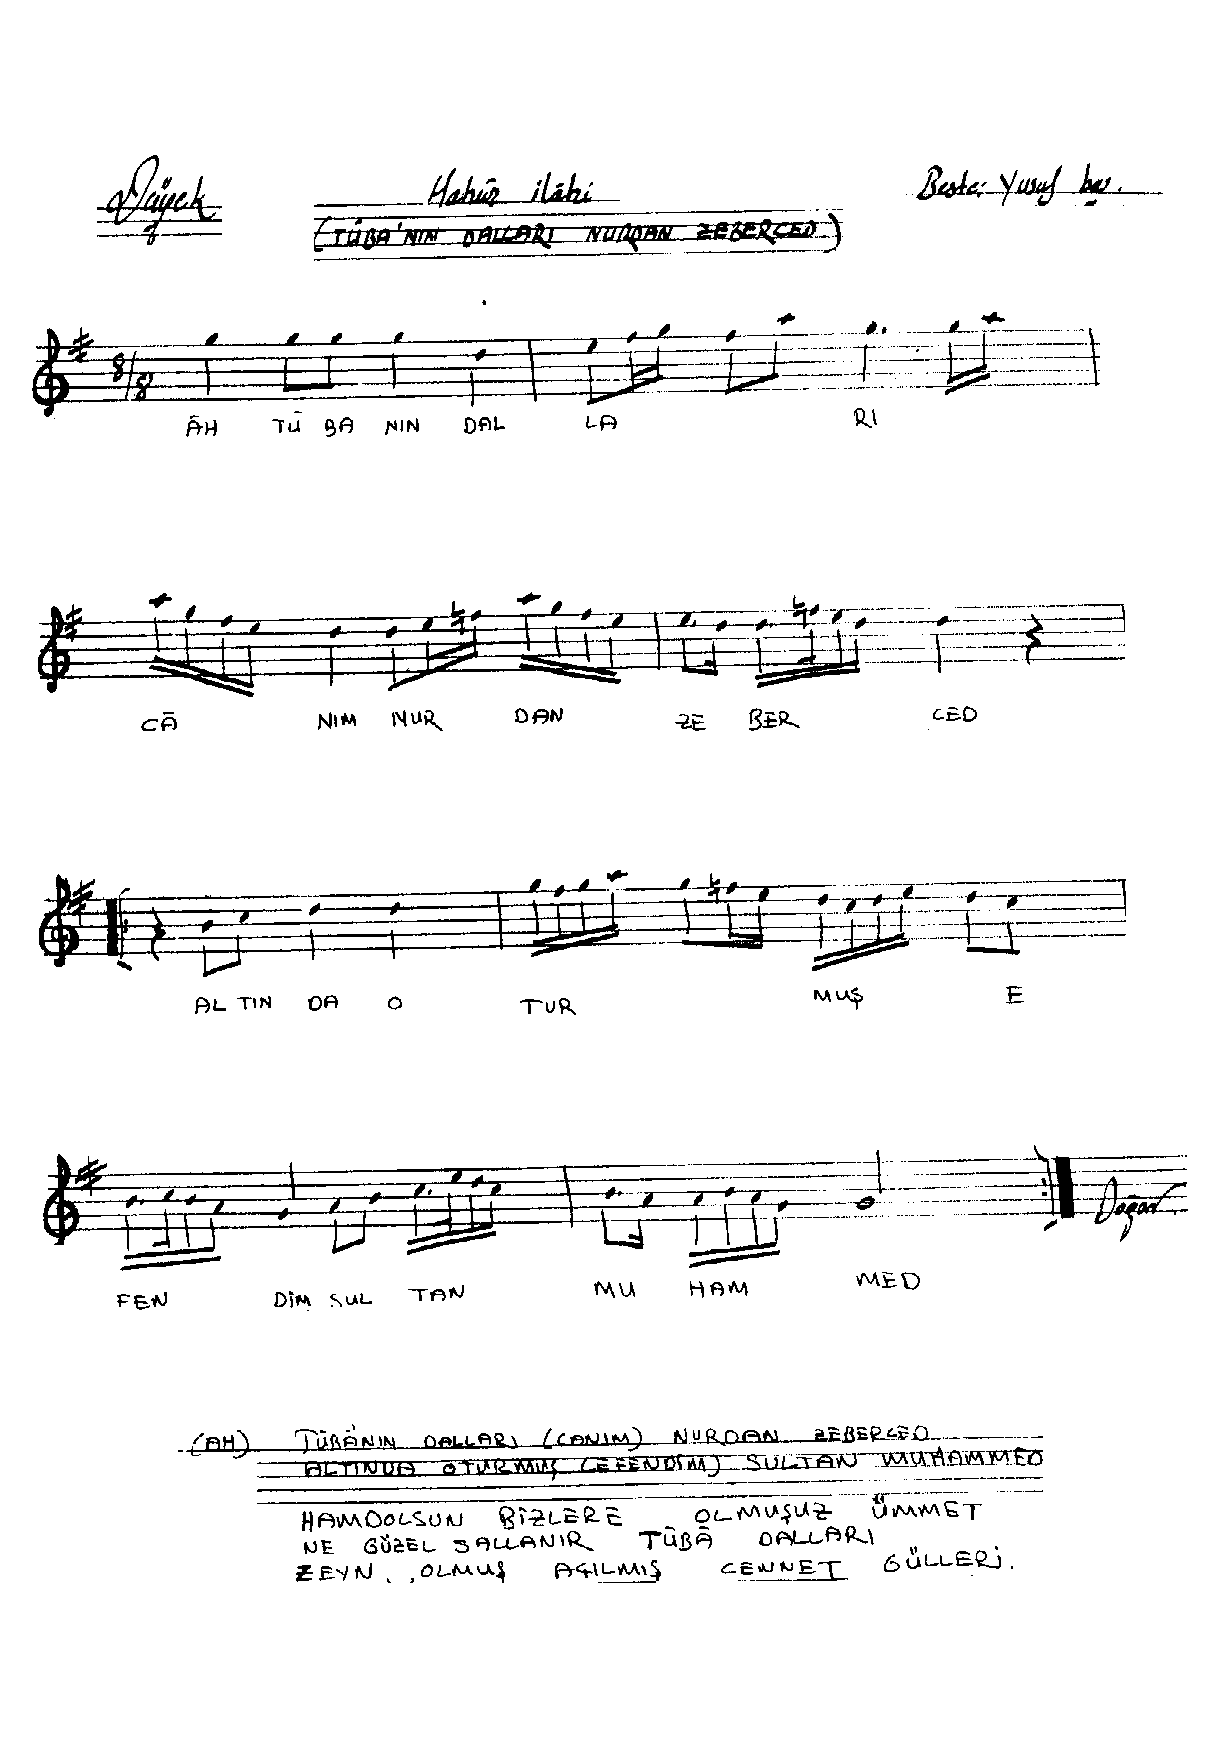 Düyek
Mahûr ilâhi
Beste: Yusuf bey.
(TÛBA'NIN DALLARI NURDAN ZEBERCED)
8/8
ÂH TÛ BA NIN DAL LA RI
CÂ NIM NUR DAN ZE BER CED
AL TIN DA O TUR MUŞ E
FEN DİM SUL TAN MU HAM MED
Doğan
(AH) TÛBÂ'NIN DALLARI (CANIM) NURDAN ZEBERCED
ALTINDA OTURMUŞ (EFENDİM) SULTAN MUHAMMED
HAMDOLSUN BİZLERE OLMUŞUZ ÜMMET
NE GÜZEL SALLANIR TÛBÂ DALLARI
ZEYN OLMUŞ AÇILMIŞ CENNET GÜLLERİ.